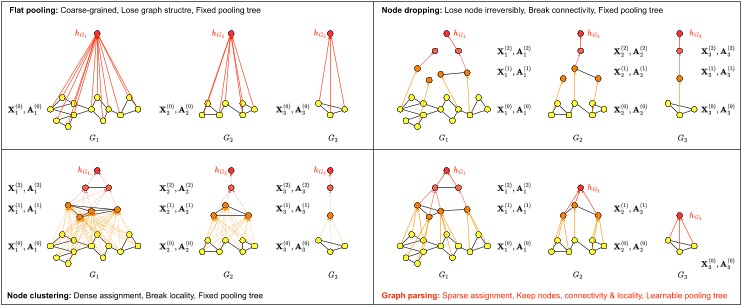 Flat pooling: Coarse-grained, Lose graph structre, Fixed pooling tree
h_{G_1} h_{G_2} h_{G_3}
X_1^{(0)}, A_1^{(0)} X_2^{(0)}, A_2^{(0)} X_3^{(0)}, A_3^{(0)}
G_1 G_2 G_3
Node dropping: Lose node irreversibly, Break connectivity, Fixed pooling tree
h_{G_1} h_{G_2} h_{G_3}
X_1^{(2)}, A_1^{(2)} X_2^{(2)}, A_2^{(2)} X_3^{(2)}, A_3^{(2)}
X_1^{(1)}, A_1^{(1)} X_2^{(1)}, A_2^{(1)} X_3^{(1)}, A_3^{(1)}
X_1^{(0)}, A_1^{(0)} X_2^{(0)}, A_2^{(0)} X_3^{(0)}, A_3^{(0)}
G_1 G_2 G_3
h_{G_1} h_{G_2} h_{G_3}
X_1^{(2)}, A_1^{(2)} X_2^{(2)}, A_2^{(2)} X_3^{(2)}, A_3^{(2)}
X_1^{(1)}, A_1^{(1)} X_2^{(1)}, A_2^{(1)} X_3^{(1)}, A_3^{(1)}
X_1^{(0)}, A_1^{(0)} X_2^{(0)}, A_2^{(0)} X_3^{(0)}, A_3^{(0)}
G_1 G_2 G_3
Node clustering: Dense assignment, Break locality, Fixed pooling tree
h_{G_1} h_{G_2} h_{G_3}
X_1^{(2)}, A_1^{(2)}
X_1^{(1)}, A_1^{(1)} X_2^{(1)}, A_2^{(1)}
X_1^{(0)}, A_1^{(0)} X_2^{(0)}, A_2^{(0)} X_3^{(0)}, A_3^{(0)}
G_1 G_2 G_3
Graph parsing: Sparse assignment, Keep nodes, connectivity & locality, Learnable pooling tree